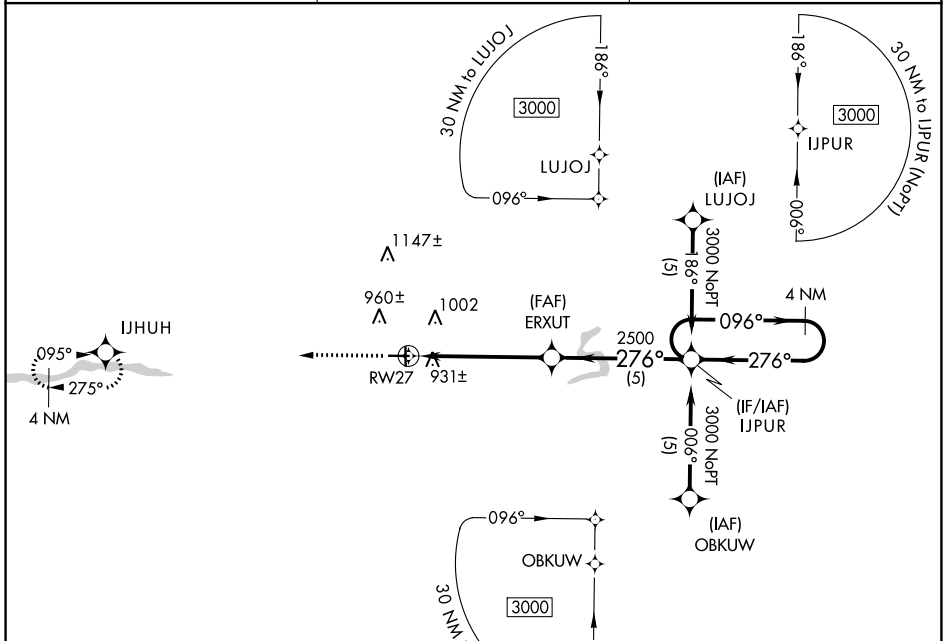 30 NM to LUJOJ
186°
3000
LUJOJ
096°
186°
30 NM to IJPUR (NoPT)
3000
IJPUR
006°
(IAF)
LUJOJ
3000 NoPT
186°
(5)
1147±
960±
1002
(FAF)
ERXUT
4 NM
096°
IJHUH
095°
275°
4 NM
RW27
931±
2500
276°
(5)
276°
(IF/IAF)
IJPUR
3000 NoPT
006°
(5)
(IAF)
OBKUW
096°
OBKUW
3000
30 NM